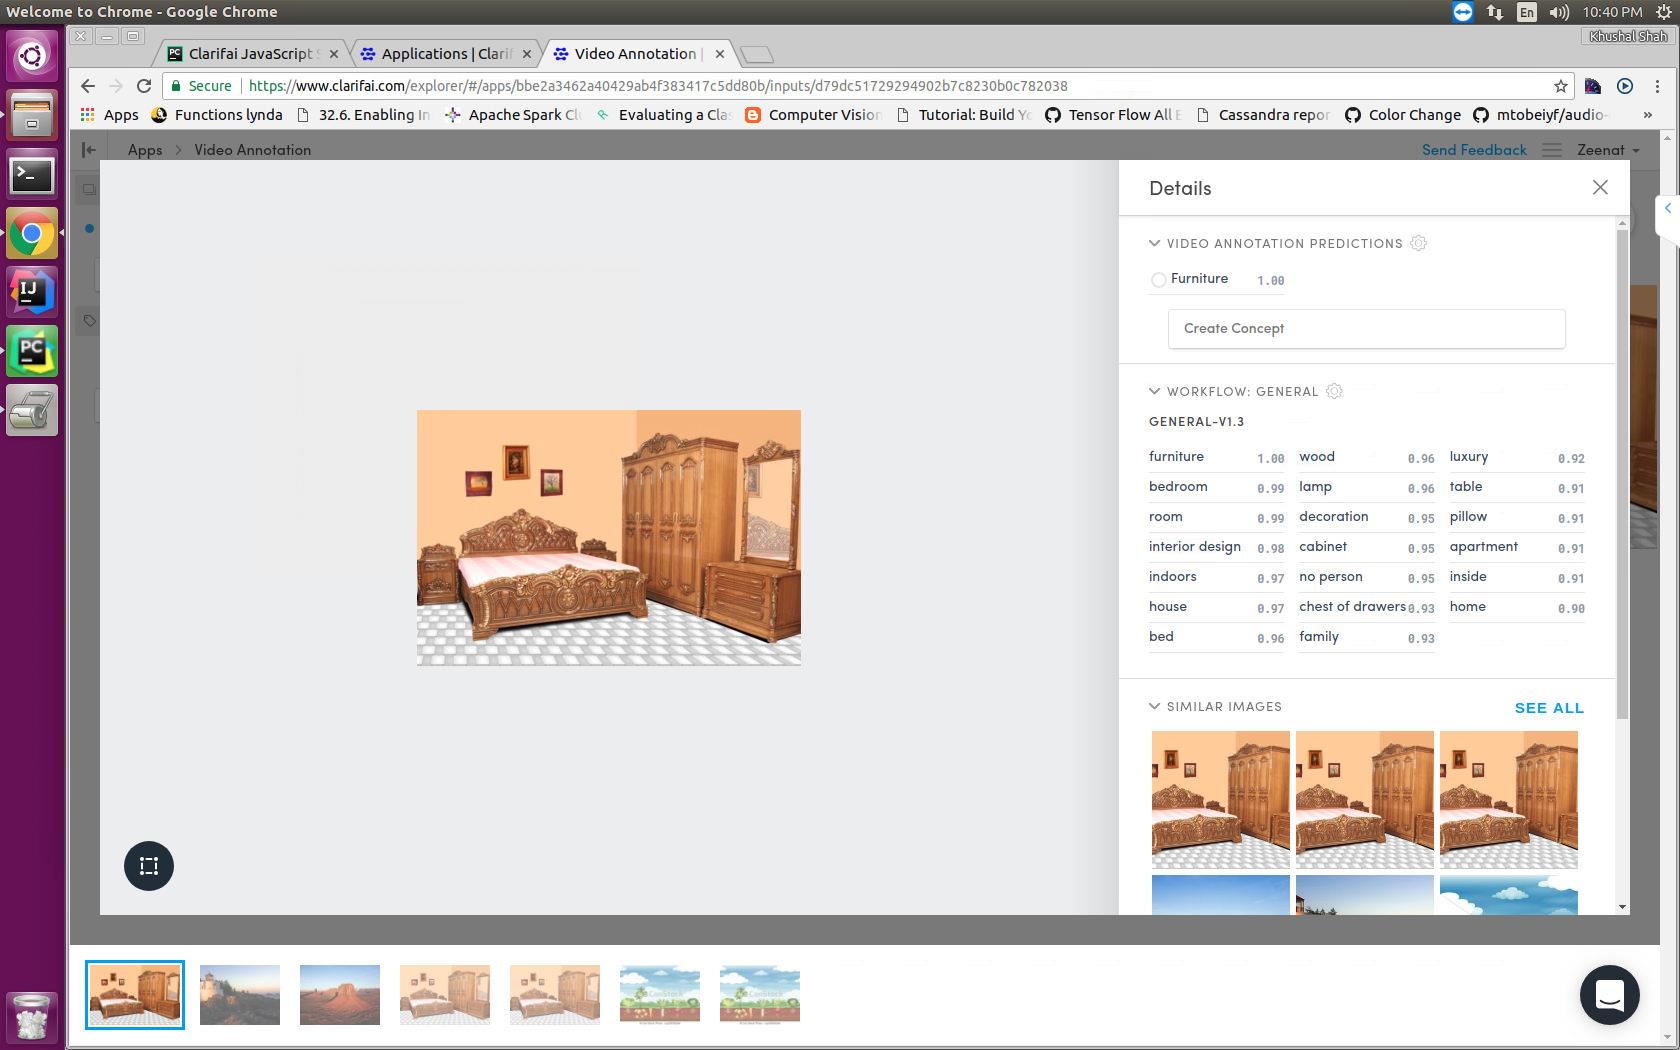 Welcome to Chrome - Google Chrome
En
10:40 PM
Khushal Shah
Clarifai JavaScript S
Applications | Clarif
Video Annotation |
Secure
https://www.clarifai.com/explorer/#/apps/bbe2a3462a40429ab4f383417c5dd80b/inputs/d79dc51729294902b7c8230b0c782038
Apps
Functions lynda
32.6. Enabling In
Apache Spark Cl
Evaluating a Clas
Computer Vision
Tutorial: Build Yo
Tensor Flow All E
Cassandra repor
Color Change
mtobeiyf/audio-
»
Apps > Video Annotation
Send Feedback
Zeenat
Details
VIDEO ANNOTATION PREDICTIONS
Furniture 1.00
Create Concept
WORKFLOW: GENERAL
GENERAL-V1.3
furniture 1.00 wood 0.96 luxury 0.92
bedroom 0.99 lamp 0.96 table 0.91
room 0.99 decoration 0.95 pillow 0.91
interior design 0.98 cabinet 0.95 apartment 0.91
indoors 0.97 no person 0.95 inside 0.91
house 0.97 chest of drawers 0.93 home 0.90
bed 0.96 family 0.93
SIMILAR IMAGES
SEE ALL
IJ
PC